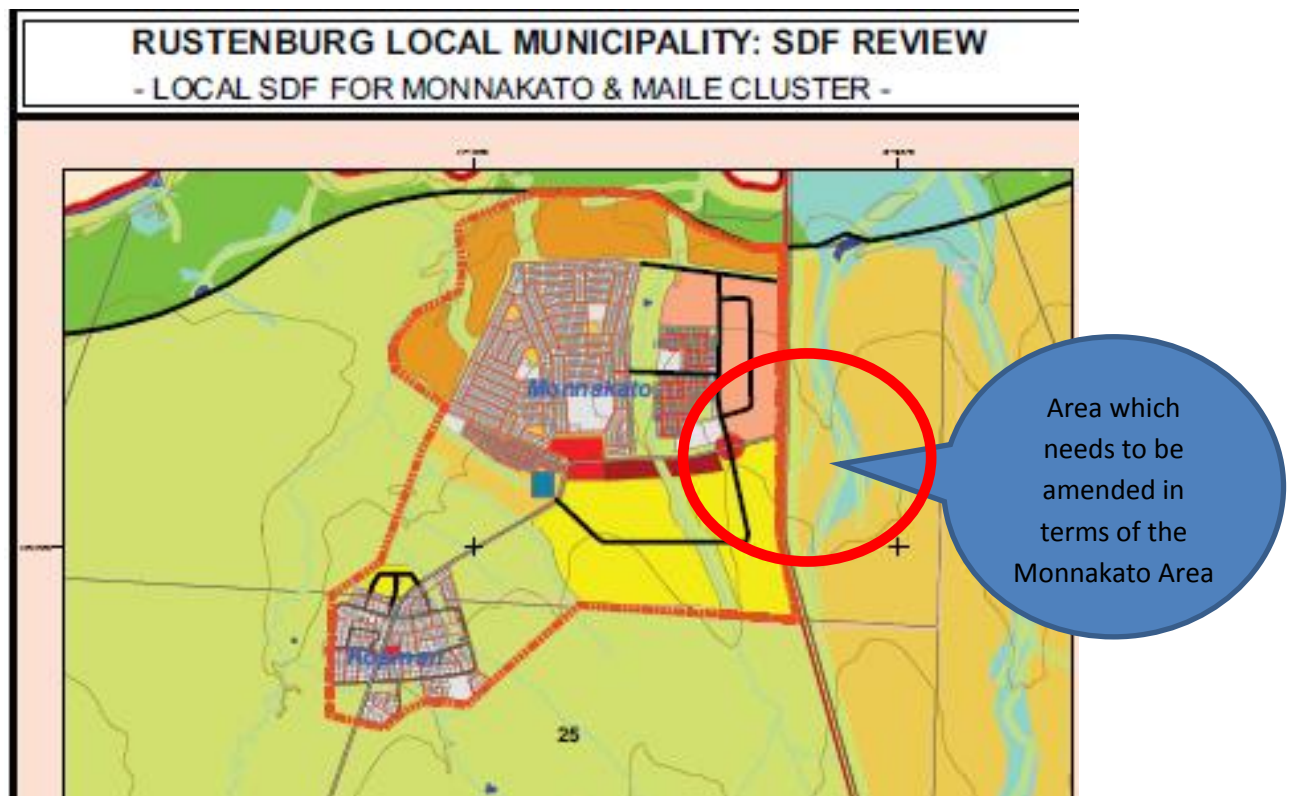 RUSTENBURG LOCAL MUNICIPALITY: SDF REVIEW
- LOCAL SDF FOR MONNAKATO & MAILE CLUSTER -
Monnakato
Area which
needs to be
amended in
terms of the
Monnakato Area
25